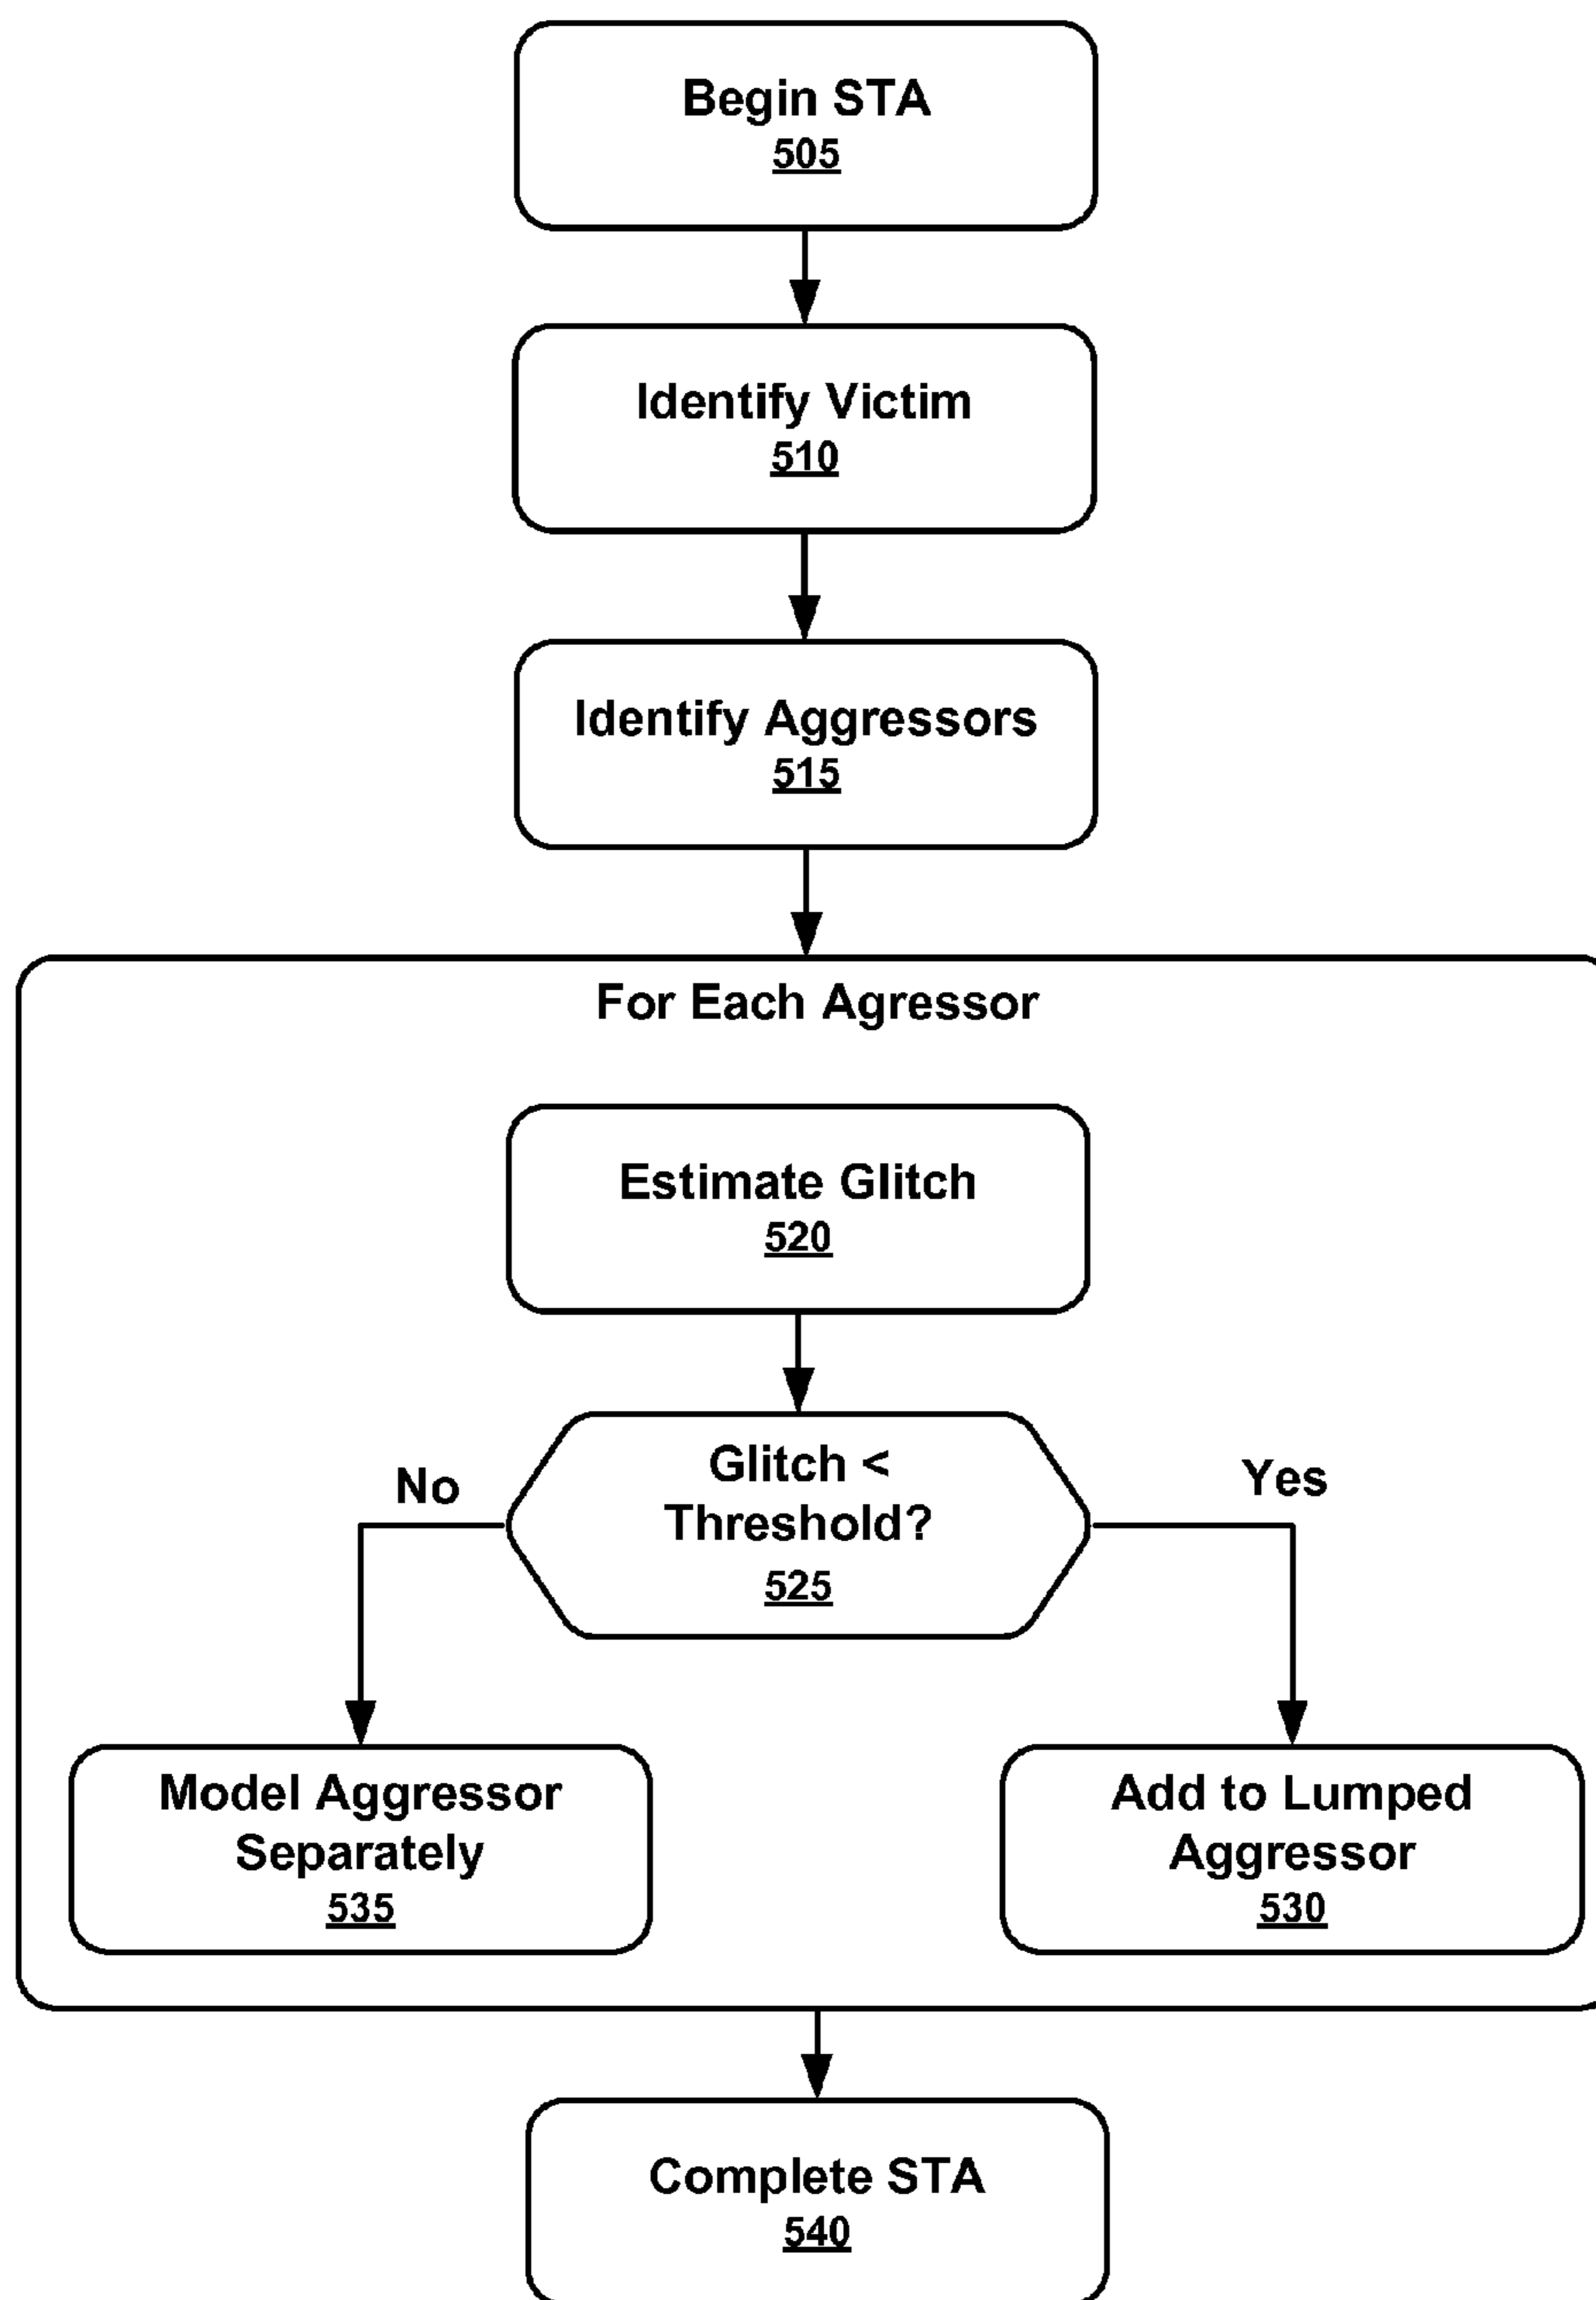 Begin STA
505
Identify Victim
510
Identify Aggressors
515
For Each Agressor
Estimate Glitch
520
Glitch <
Threshold?
525
No
Yes
Model Aggressor
Separately
535
Add to Lumped
Aggressor
530
Complete STA
540